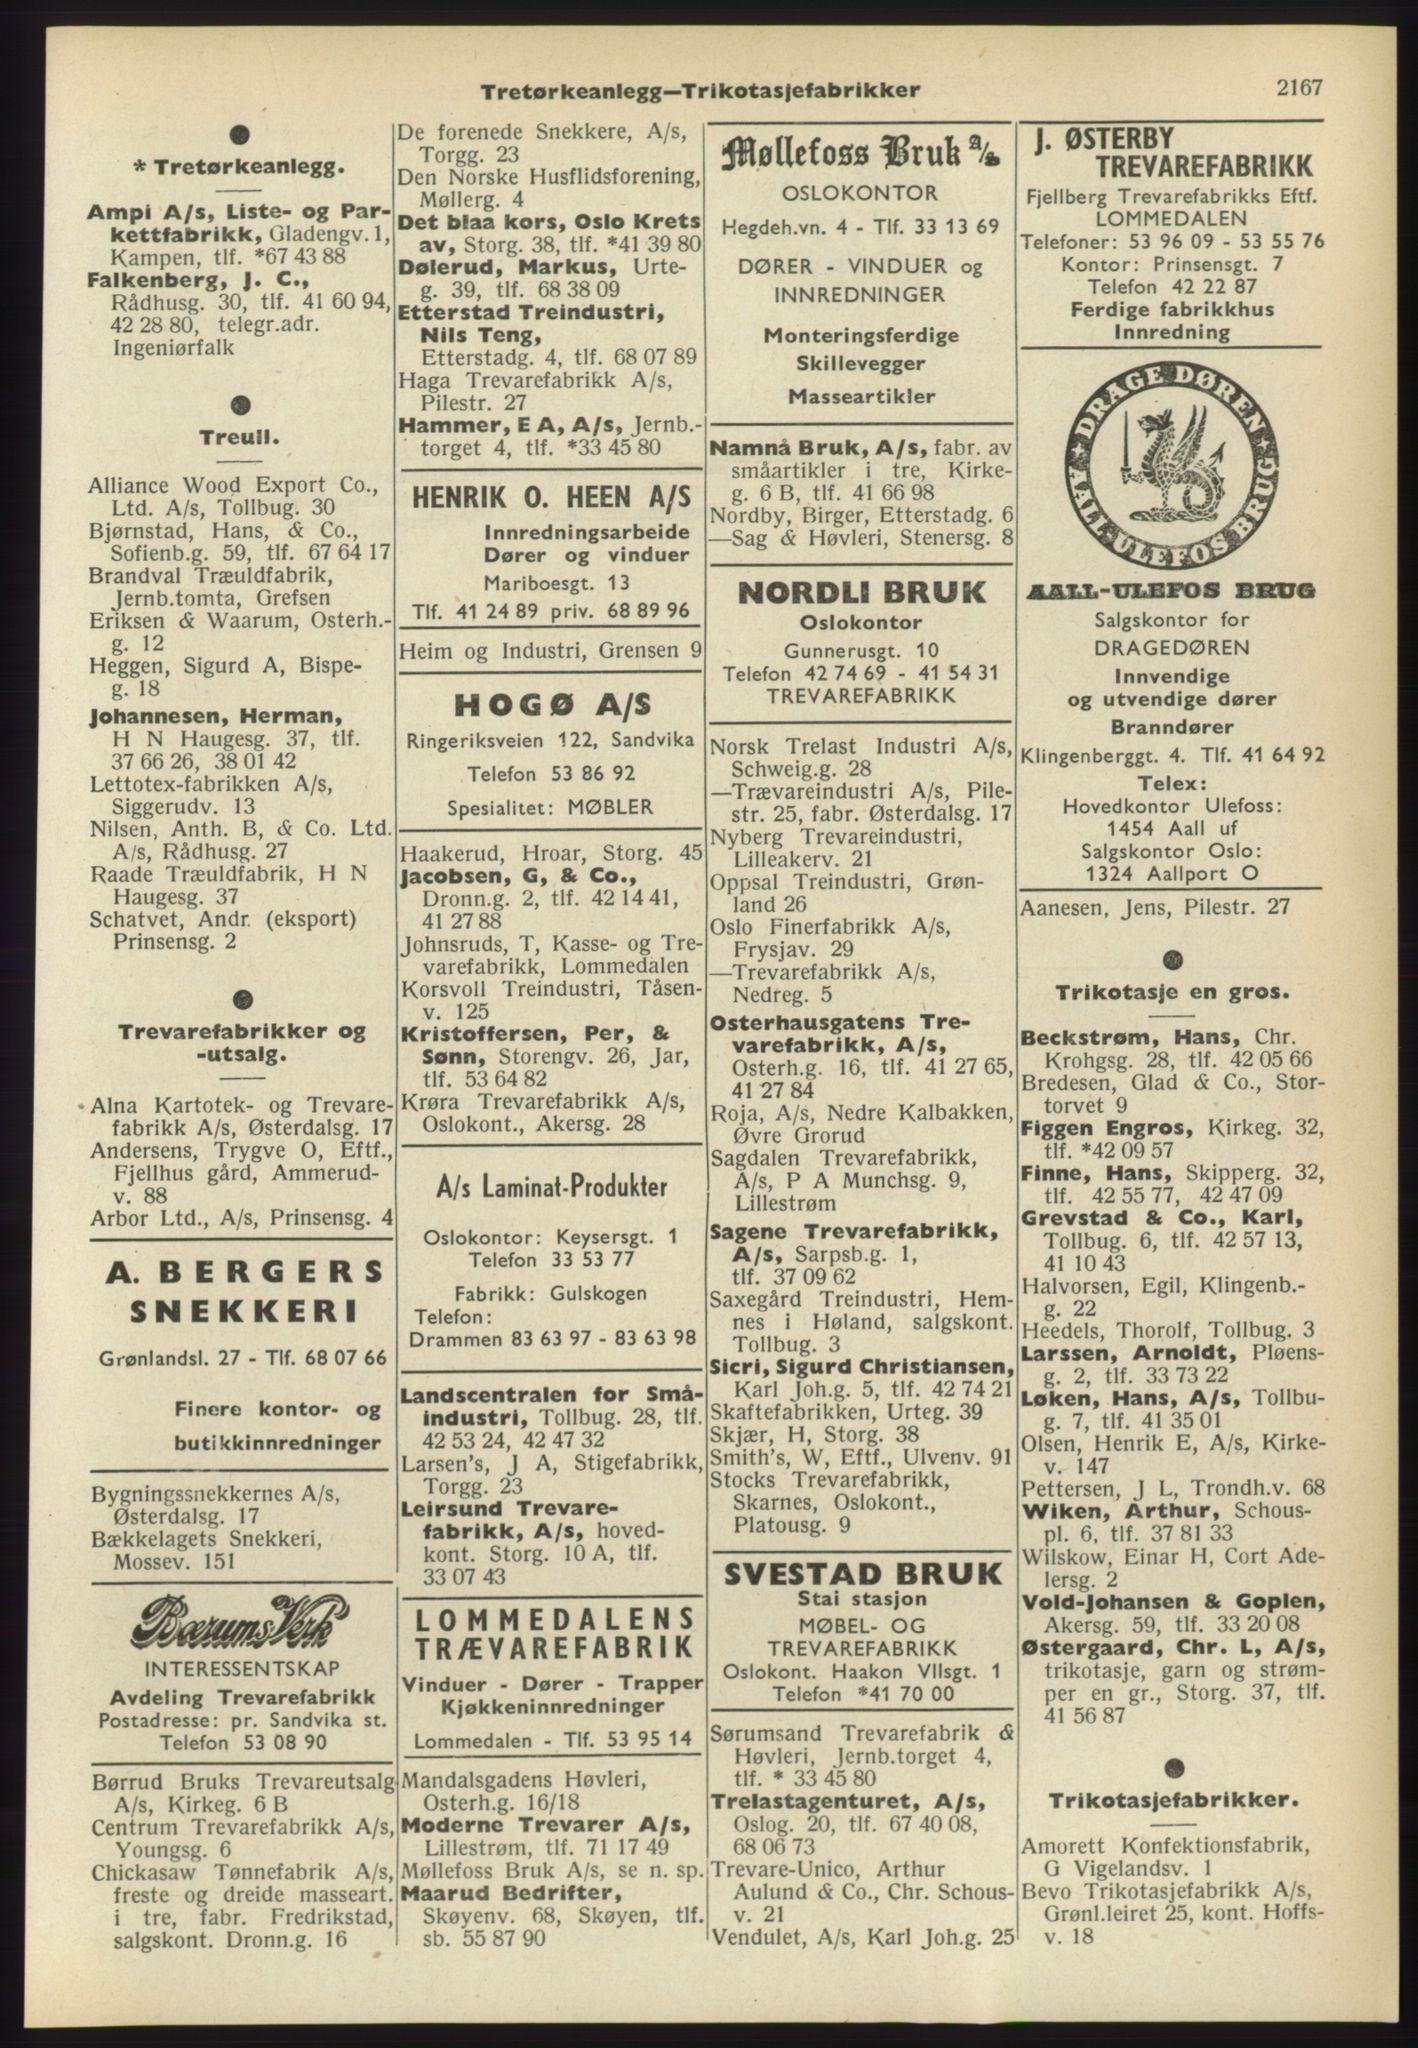 Tretørkeanlegg—Trikotasjefabrikker
2167
* Tretørkeanlegg.
Ampi A/s, Liste- og Par-
kettfabrikk, Gladengv. 1,
Kampen, tlf. *67 43 88
Falkenberg, J. C.,
Rådhusg. 30, tlf. 41 60 94,
42 28 80, telegr.adr.
Ingeniørfalk
Treull.
Alliance Wood Export Co.,
Ltd. A/s, Tollbug. 30
Bjørnstad, Hans, & Co.,
Sofienb.g. 59, tlf. 67 64 17
Brandval Træuldfabrik,
Jernb.tomta, Grefsen
Eriksen & Waarum, Osterh.-
g. 12
Heggen, Sigurd A, Bispe-
g. 18
Johannesen, Herman,
H N Haugesg. 37, tlf.
37 66 26, 38 01 42
Lettotex-fabrikken A/s,
Siggerudv. 13
Nilsen, Anth. B, & Co. Ltd.
A/s, Rådhusg. 27
Raade Træuldfabrik, H N
Haugesg. 37
Schatvet, Andr. (eksport)
Prinsensg. 2
Trevarefabrikker og
-utsalg.
Alna Kartotek- og Trevare-
fabrikk A/s, Østerdalsg. 17
Andersens, Trygve O, Eftf.,
Fjellhus gård, Ammerud-
v. 88
Arbor Ltd., A/s, Prinsensg. 4
A. BERGERS
SNEKKERI
Grønlandsl. 27 - Tlf. 68 07 66
Finere kontor- og
butikkinnredninger
Bygningssnekkernes A/s,
Østerdalsg. 17
Bækkelagets Snekkeri,
Mossev. 151
Bærums Verk
INTERESSENTSKAP
Avdeling Trevarefabrikk
Postadresse: pr. Sandvika st.
Telefon 53 08 90
Børrud Bruks Trevareutsalg
A/s, Kirkeg. 6 B
Centrum Trevarefabrikk A/s,
Youngsg. 6
Chickasaw Tønnefabrik A/s,
freste og dreide masseart.
i tre, fabr. Fredrikstad,
salgskont. Dronn.g. 16
De forenede Snekkere, A/s,
Torgg. 23
Den Norske Husflidsforening,
Møllerg. 4
Det blaa kors, Oslo Krets
av, Storg. 38, tlf. *41 39 80
Dølerud, Markus, Urte-
g. 39, tlf. 68 38 09
Etterstad Treindustri,
Nils Teng,
Etterstadg. 4, tlf. 68 07 89
Haga Trevarefabrikk A/s,
Pilestr. 27
Hammer, E A, A/s, Jernb.-
torget 4, tlf. *33 45 80
HENRIK O. HEEN A/S
Innredningsarbeide
Dører og vinduer
Mariboesgt. 13
Tlf. 41 24 89 priv. 68 89 96
Heim og Industri, Grensen 9
HOGØ A/S
Ringeriksveien 122, Sandvika
Telefon 53 86 92
Spesialitet: MØBLER
Haakerud, Hroar, Storg. 45
Jacobsen, G, & Co.,
Dronn.g. 2, tlf. 42 14 41,
41 27 88
Johnsruds, T, Kasse- og Tre-
varefabrikk, Lommedalen
Korsvoll Treindustri, Tåsen-
v. 125
Kristoffersen, Per, &
Sønn, Storengv. 26, Jar,
tlf. 53 64 82
Krøra Trevarefabrikk A/s,
Oslokont., Akersg. 28
A/s Laminat-Produkter
Oslokontor: Keysersgt. 1
Telefon 33 53 77
Fabrikk: Gulskogen
Telefon:
Drammen 83 63 97 - 83 63 98
Landscentralen for Små-
industri, Tollbug. 28, tlf.
42 53 24, 42 47 32
Larsen's, J A, Stigefabrikk,
Torgg. 23
Leirsund Trevare-
fabrikk, A/s, hoved-
kont. Storg. 10 A, tlf.
33 07 43
LOMMEDALENS
TRÆVAREFABRIK
Vinduer - Dører - Trapper
Kjøkkeninnredninger
Lommedalen - Tlf. 53 95 14
Mandalsgadens Høvleri,
Osterh.g. 16/18
Moderne Trevarer A/s,
Lillestrøm, tlf. 71 17 49
Møllefoss Bruk A/s, se n. sp.
Maarud Bedrifter,
Skøyenv. 68, Skøyen, tlf.
sb. 55 87 90
Møllefoss Bruk a/s
OSLOKONTOR
Hegdeh.vn. 4 - Tlf. 33 13 69
DØRER - VINDUER og
INNREDNINGER
Monteringsferdige
Skillevegger
Masseartikler
Namnå Bruk, A/s, fabr. av
småartikler i tre, Kirke-
g. 6 B, tlf. 41 66 98
Nordby, Birger, Etterstadg. 6
—Sag & Høvleri, Stenersg. 8
NORDLI BRUK
Oslokontor
Gunnerusgt. 10
Telefon 42 74 69 - 41 54 31
TREVAREFABRIKK
Norsk Trelast Industri A/s,
Schweig.g. 28
—Trævareindustri A/s, Pile-
str. 25, fabr. Østerdalsg. 17
Nyberg Trevareindustri,
Lilleakerv. 21
Oppsal Treindustri, Grøn-
land 26
Oslo Finerfabrikk A/s,
Frysjav. 29
—Trevarefabrikk A/s,
Nedreg. 5
Osterhausgatens Tre-
varefabrikk, A/s,
Osterh.g. 16, tlf. 41 27 65,
41 27 84
Roja, A/s, Nedre Kalbakken,
Øvre Grorud
Sagdalen Trevarefabrikk,
A/s, P A Munchsg. 9,
Lillestrøm
Sagene Trevarefabrikk,
A/s, Sarpsb.g. 1,
tlf. 37 09 62
Saxegård Treindustri, Hem-
nes i Høland, salgskont.
Tollbug. 3
Sicri, Sigurd Christiansen,
Karl Joh.g. 5, tlf. 42 74 21
Skaftefabrikken, Urteg. 39
Skjær, H, Storg. 38
Smith's, W, Eftf., Ulvenv. 91
Stocks Trevarefabrikk,
Skarnes, Oslokont.,
Platousg. 9
SVESTAD BRUK
Stai stasjon
MØBEL- OG
TREVAREFABRIKK
Oslokont. Haakon VIIsgt. 1
Telefon *41 70 00
Sørumsand Trevarefabrik &
Høvleri, Jernb.torget 4,
tlf. * 33 45 80
Trelastagenturet, A/s,
Oslog. 20, tlf. 67 40 08,
68 06 73
Trevare-Unico, Arthur
Aulund & Co., Chr. Schous-
v. 21
Vendulet, A/s, Karl Joh.g. 25
J. ØSTERBY
TREVAREFABRIKK
Fjellberg Trevarefabrikks Eftf.
LOMMEDALEN
Telefoner: 53 96 09 - 53 55 76
Kontor: Prinsensgt. 7
Telefon 42 22 87
Ferdige fabrikkhus
Innredning
DRAGE DØREN
AALL-ULEFOS BRUG
AALL-ULEFOS BRUG
Salgskontor for
DRAGEDØREN
Innvendige
og utvendige dører
Branndører
Klingenberggt. 4. Tlf. 41 64 92
Telex:
Hovedkontor Ulefoss:
1454 Aall uf
Salgskontor Oslo:
1324 Aallport O
Aanesen, Jens, Pilestr. 27
Trikotasje en gros.
Beckstrøm, Hans, Chr.
Krohgsg. 28, tlf. 42 05 66
Bredesen, Glad & Co., Stor-
torvet 9
Figgen Engros, Kirkeg. 32,
tlf. *42 09 57
Finne, Hans, Skipperg. 32,
tlf. 42 55 77, 42 47 09
Grevstad & Co., Karl,
Tollbug. 6, tlf. 42 57 13,
41 10 43
Halvorsen, Egil, Klingenb.-
g. 22
Heedels, Thorolf, Tollbug. 3
Larssen, Arnoldt, Pløens-
g. 2, tlf. 33 73 22
Løken, Hans, A/s, Tollbu-
g. 7, tlf. 41 35 01
Olsen, Henrik E, A/s, Kirke-
v. 147
Pettersen, J L, Trondh.v. 68
Wiken, Arthur, Schous-
pl. 6, tlf. 37 81 33
Wilskow, Einar H, Cort Ade-
lersg. 2
Vold-Johansen & Goplen,
Akersg. 59, tlf. 33 20 08
Østergaard, Chr. L, A/s,
trikotasje, garn og strøm-
per en gr., Storg. 37, tlf.
41 56 87
Trikotasjefabrikker.
Amorett Konfektionsfabrik,
G Vigelandsv. 1
Bevo Trikotasjefabrikk A/s,
Grønl.leiret 25, kont. Hoffs-
v. 18